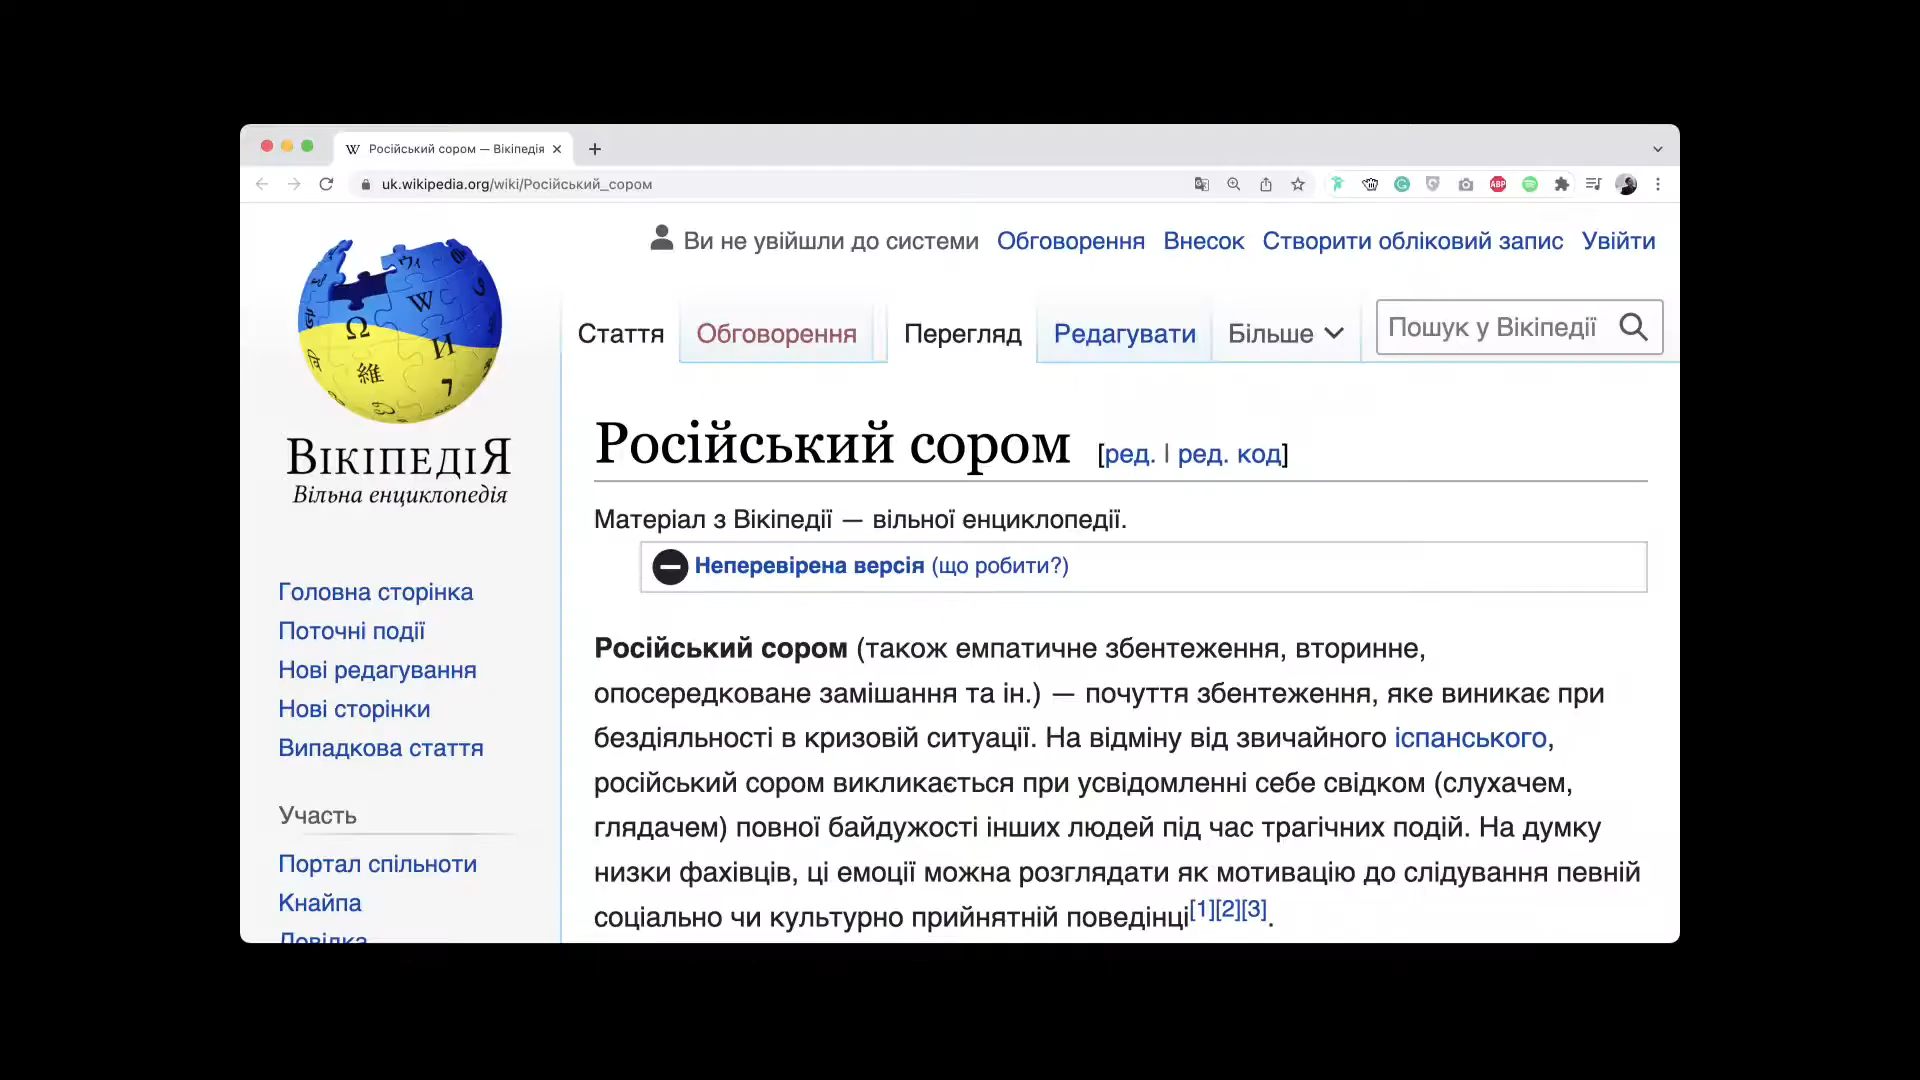 Російський сором — Вікіпедія
uk.wikipedia.org/wiki/Російський_сором
Ви не увійшли до системи Обговорення Внесок Створити обліковий запис Увійти
Стаття Обговорення Перегляд Редагувати Більше Пошук у Вікіпедії
ВікіпедіЯ
Вільна енциклопедія
Головна сторінка
Поточні події
Нові редагування
Нові сторінки
Випадкова стаття
Участь
Портал спільноти
Кнайпа
Довідка
Російський сором [ред. | ред. код]
Матеріал з Вікіпедії — вільної енциклопедії.
Неперевірена версія (що робити?)
Російський сором (також емпатичне збентеження, вторинне,
опосередковане замішання та ін.) — почуття збентеження, яке виникає при
бездіяльності в кризовій ситуації. На відміну від звичайного іспанського,
російський сором викликається при усвідомленні себе свідком (слухачем,
глядачем) повної байдужості інших людей під час трагічних подій. На думку
низки фахівців, ці емоції можна розглядати як мотивацію до слідування певній
соціально чи культурно прийнятній поведінці[1][2][3].